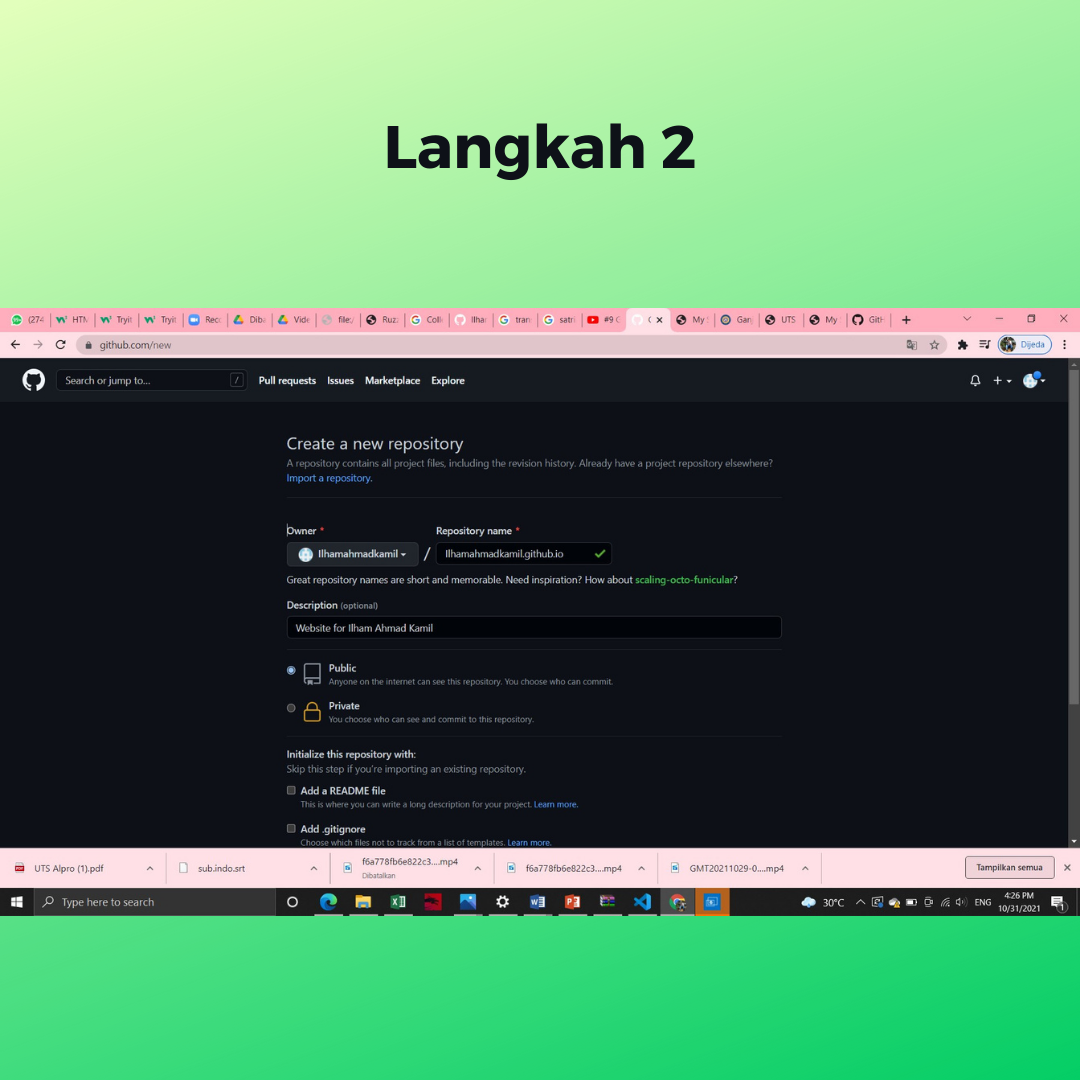 Langkah 2
(274 HTM Tryit Tryit Reco Diba Vide file:/ Ruzz Colle Ilhar tran satri #9 G My S Gan UTS My GitH
github.com/new Dijeda
Search or jump to... / Pull requests Issues Marketplace Explore
Create a new repository
A repository contains all project files, including the revision history. Already have a project repository elsewhere?
Import a repository.
Owner * Repository name *
Ilhamahmadkamil / Ilhamahmadkamil.github.io
Great repository names are short and memorable. Need inspiration? How about scaling-octo-funicular?
Description (optional)
Website for Ilham Ahmad Kamil
Public
Anyone on the internet can see this repository. You choose who can commit.
Private
You choose who can see and commit to this repository.
Initialize this repository with:
Skip this step if you're importing an existing repository.
Add a README file
This is where you can write a long description for your project. Learn more.
Add .gitignore
Choose which files not to track from a list of templates. Learn more.
UTS Alpro (1).pdf sub.indo.srt f6a778fb6e822c3....mp4 f6a778fb6e822c3....mp4 GMT20211029-0....mp4 Tampilkan semua
Dibatalkan
Type here to search 30°C ENG 4:26 PM
10/31/2021 1